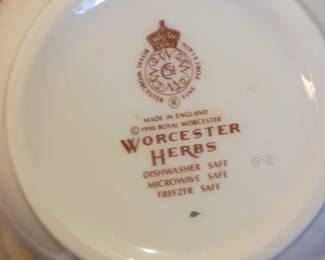 ROYAL WORCESTER
FINE PORCELAIN
51
®
MADE IN ENGLAND
© 1990 ROYAL WORCESTER
WORCESTER
HERBS
DISHWASHER SAFE
MICROWAVE SAFE
FREEZER SAFE
6-2